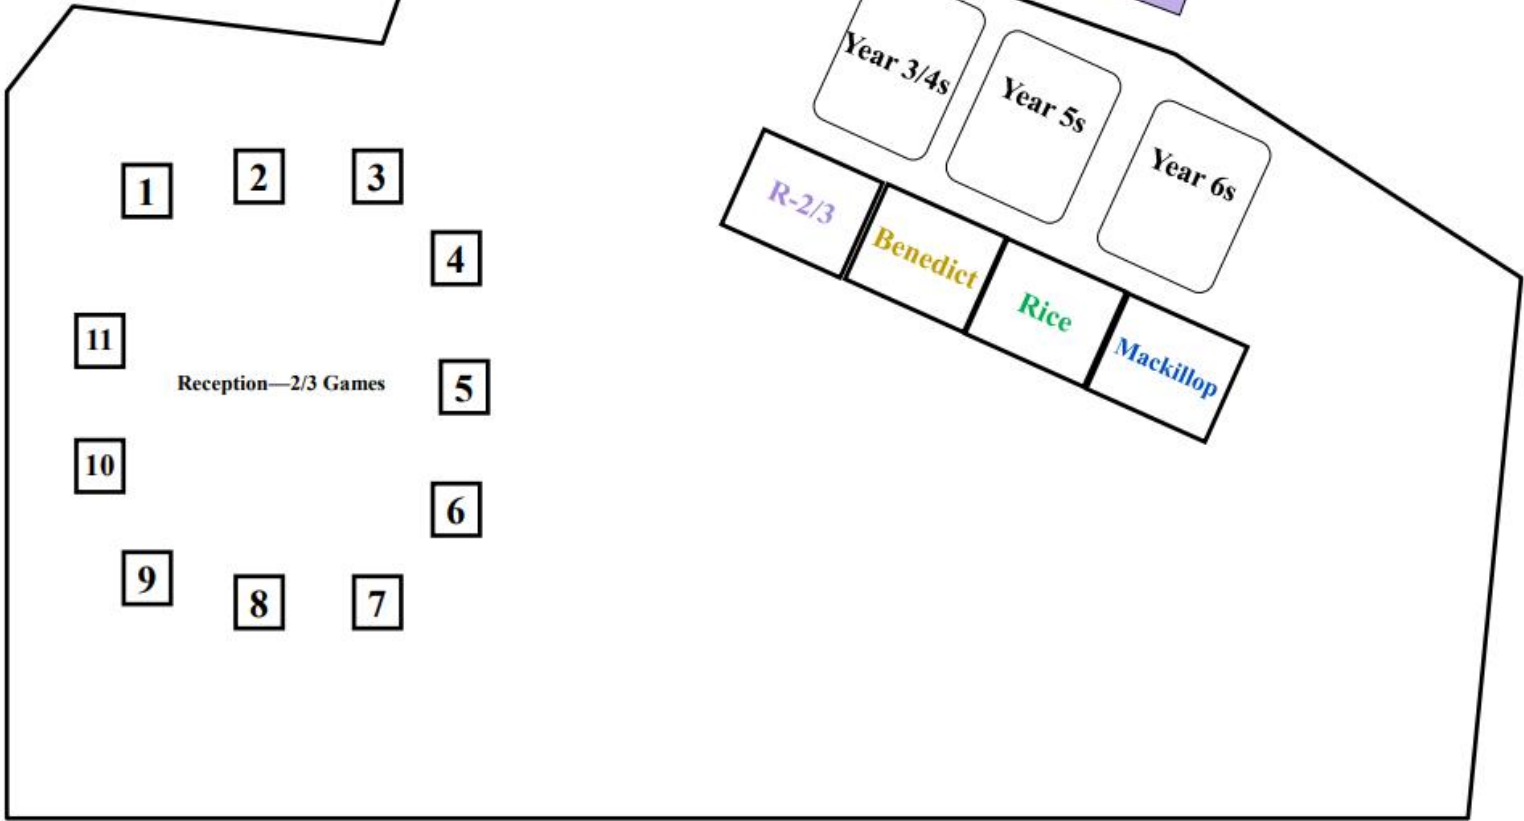 Year 3/4s
Year 5s
Year 6s
R-2/3
Benedict
Rice
Mackillop
1
2
3
4
11
Reception—2/3 Games
5
10
6
9
8
7